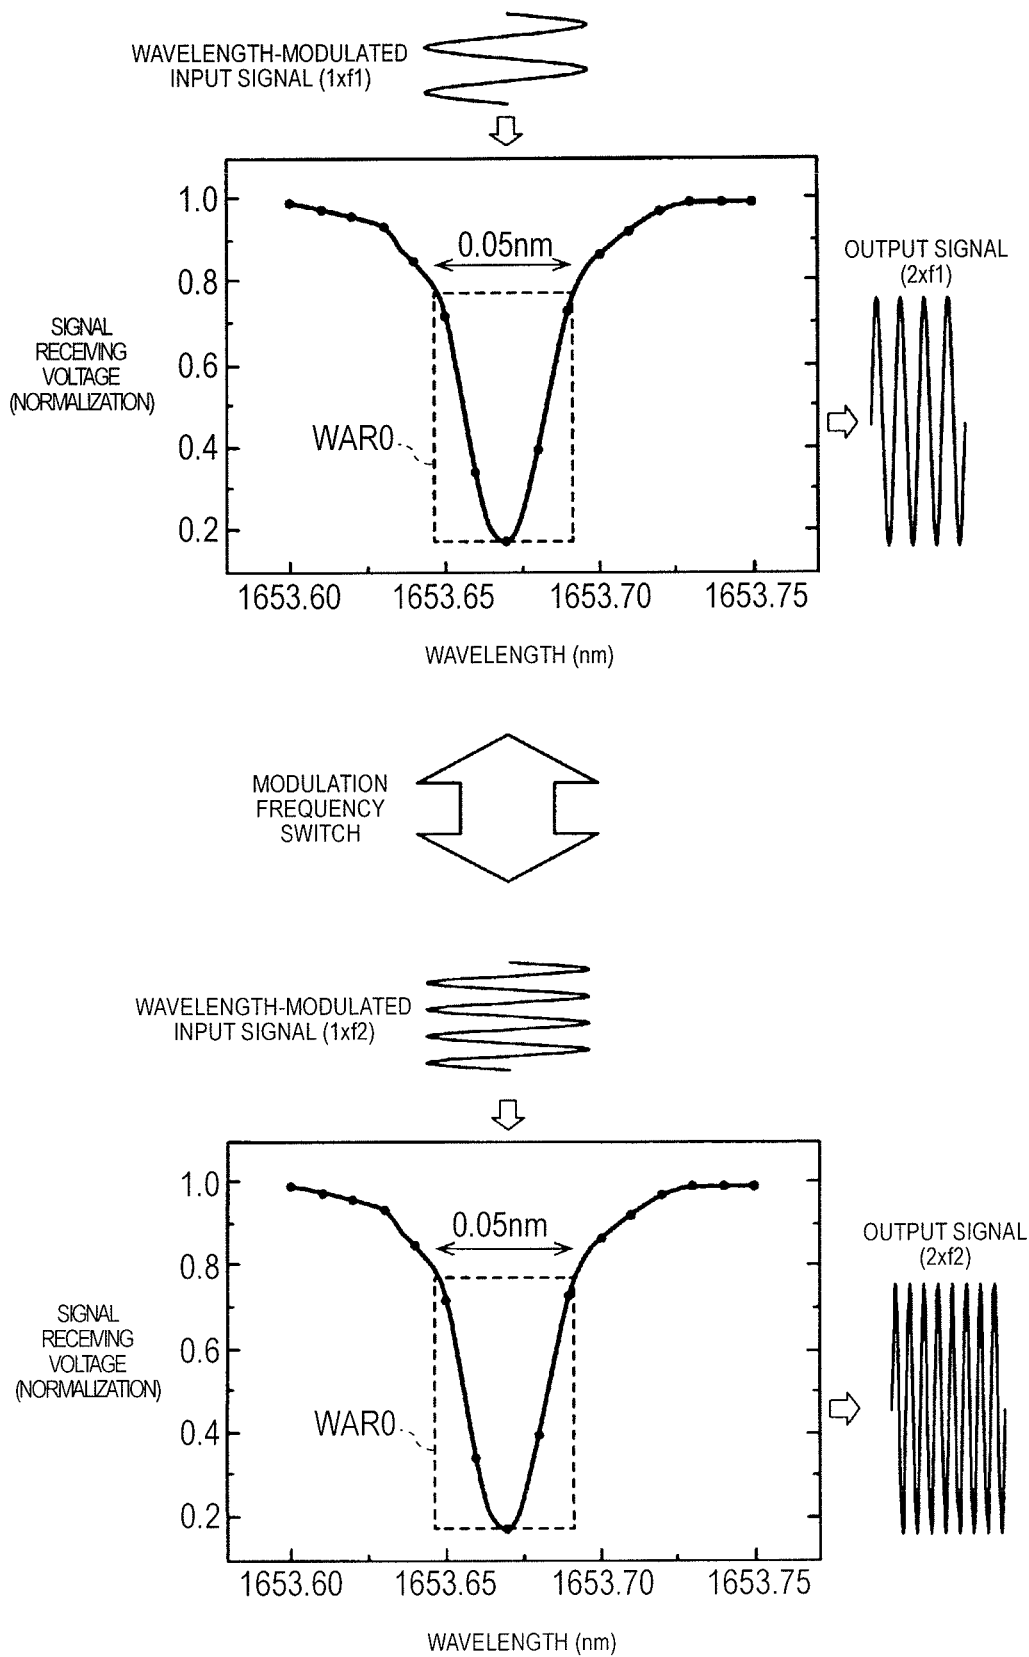 WAVELENGTH-MODULATED
INPUT SIGNAL (1xf1)
1.0
0.8
0.6
0.4
0.2
0.05nm
WAR0
SIGNAL
RECEIVING
VOLTAGE
(NORMALIZATION)
OUTPUT SIGNAL
(2xf1)
1653.60
1653.65
1653.70
1653.75
WAVELENGTH (nm)
MODULATION
FREQUENCY
SWITCH
WAVELENGTH-MODULATED
INPUT SIGNAL (1xf2)
1.0
0.8
0.6
0.4
0.2
0.05nm
WAR0
SIGNAL
RECEIVING
VOLTAGE
(NORMALIZATION)
OUTPUT SIGNAL
(2xf2)
1653.60
1653.65
1653.70
1653.75
WAVELENGTH (nm)